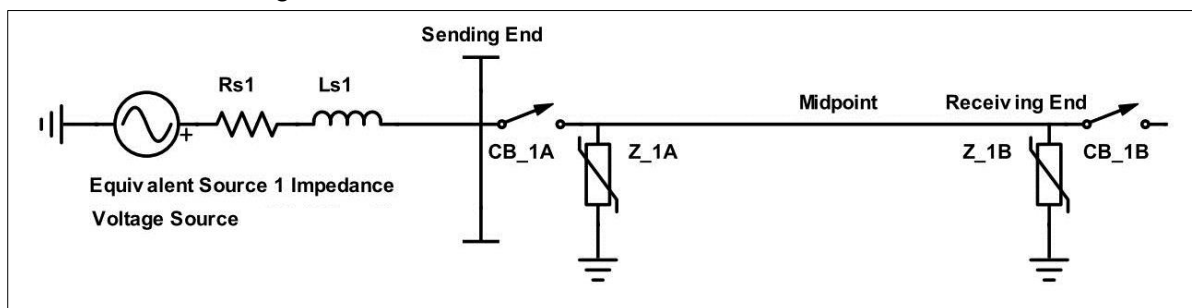 Sending End
Rs1
Ls1
Midpoint
Receiving End
+
CB_1A
Z_1A
Z_1B
CB_1B
Equivalent Source 1 Impedance
Voltage Source